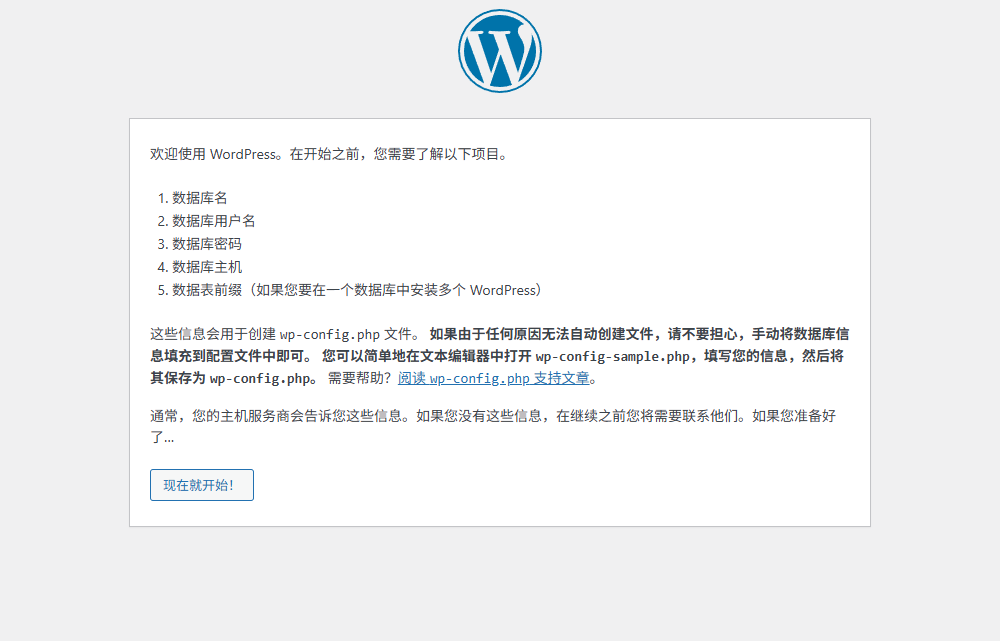 欢迎使用 WordPress。在开始之前，您需要了解以下项目。
1. 数据库名
2. 数据库用户名
3. 数据库密码
4. 数据库主机
5. 数据表前缀（如果您要在一个数据库中安装多个 WordPress）
这些信息会用于创建 wp-config.php 文件。 如果由于任何原因无法自动创建文件，请不要担心，手动将数据库信
息填充到配置文件中即可。 您可以简单地在文本编辑器中打开 wp-config-sample.php，填写您的信息，然后将
其保存为 wp-config.php。 需要帮助？阅读 wp-config.php 支持文章。
通常，您的主机服务商会告诉您这些信息。如果您没有这些信息，在继续之前您将需要联系他们。如果您准备好
了…
现在就开始！